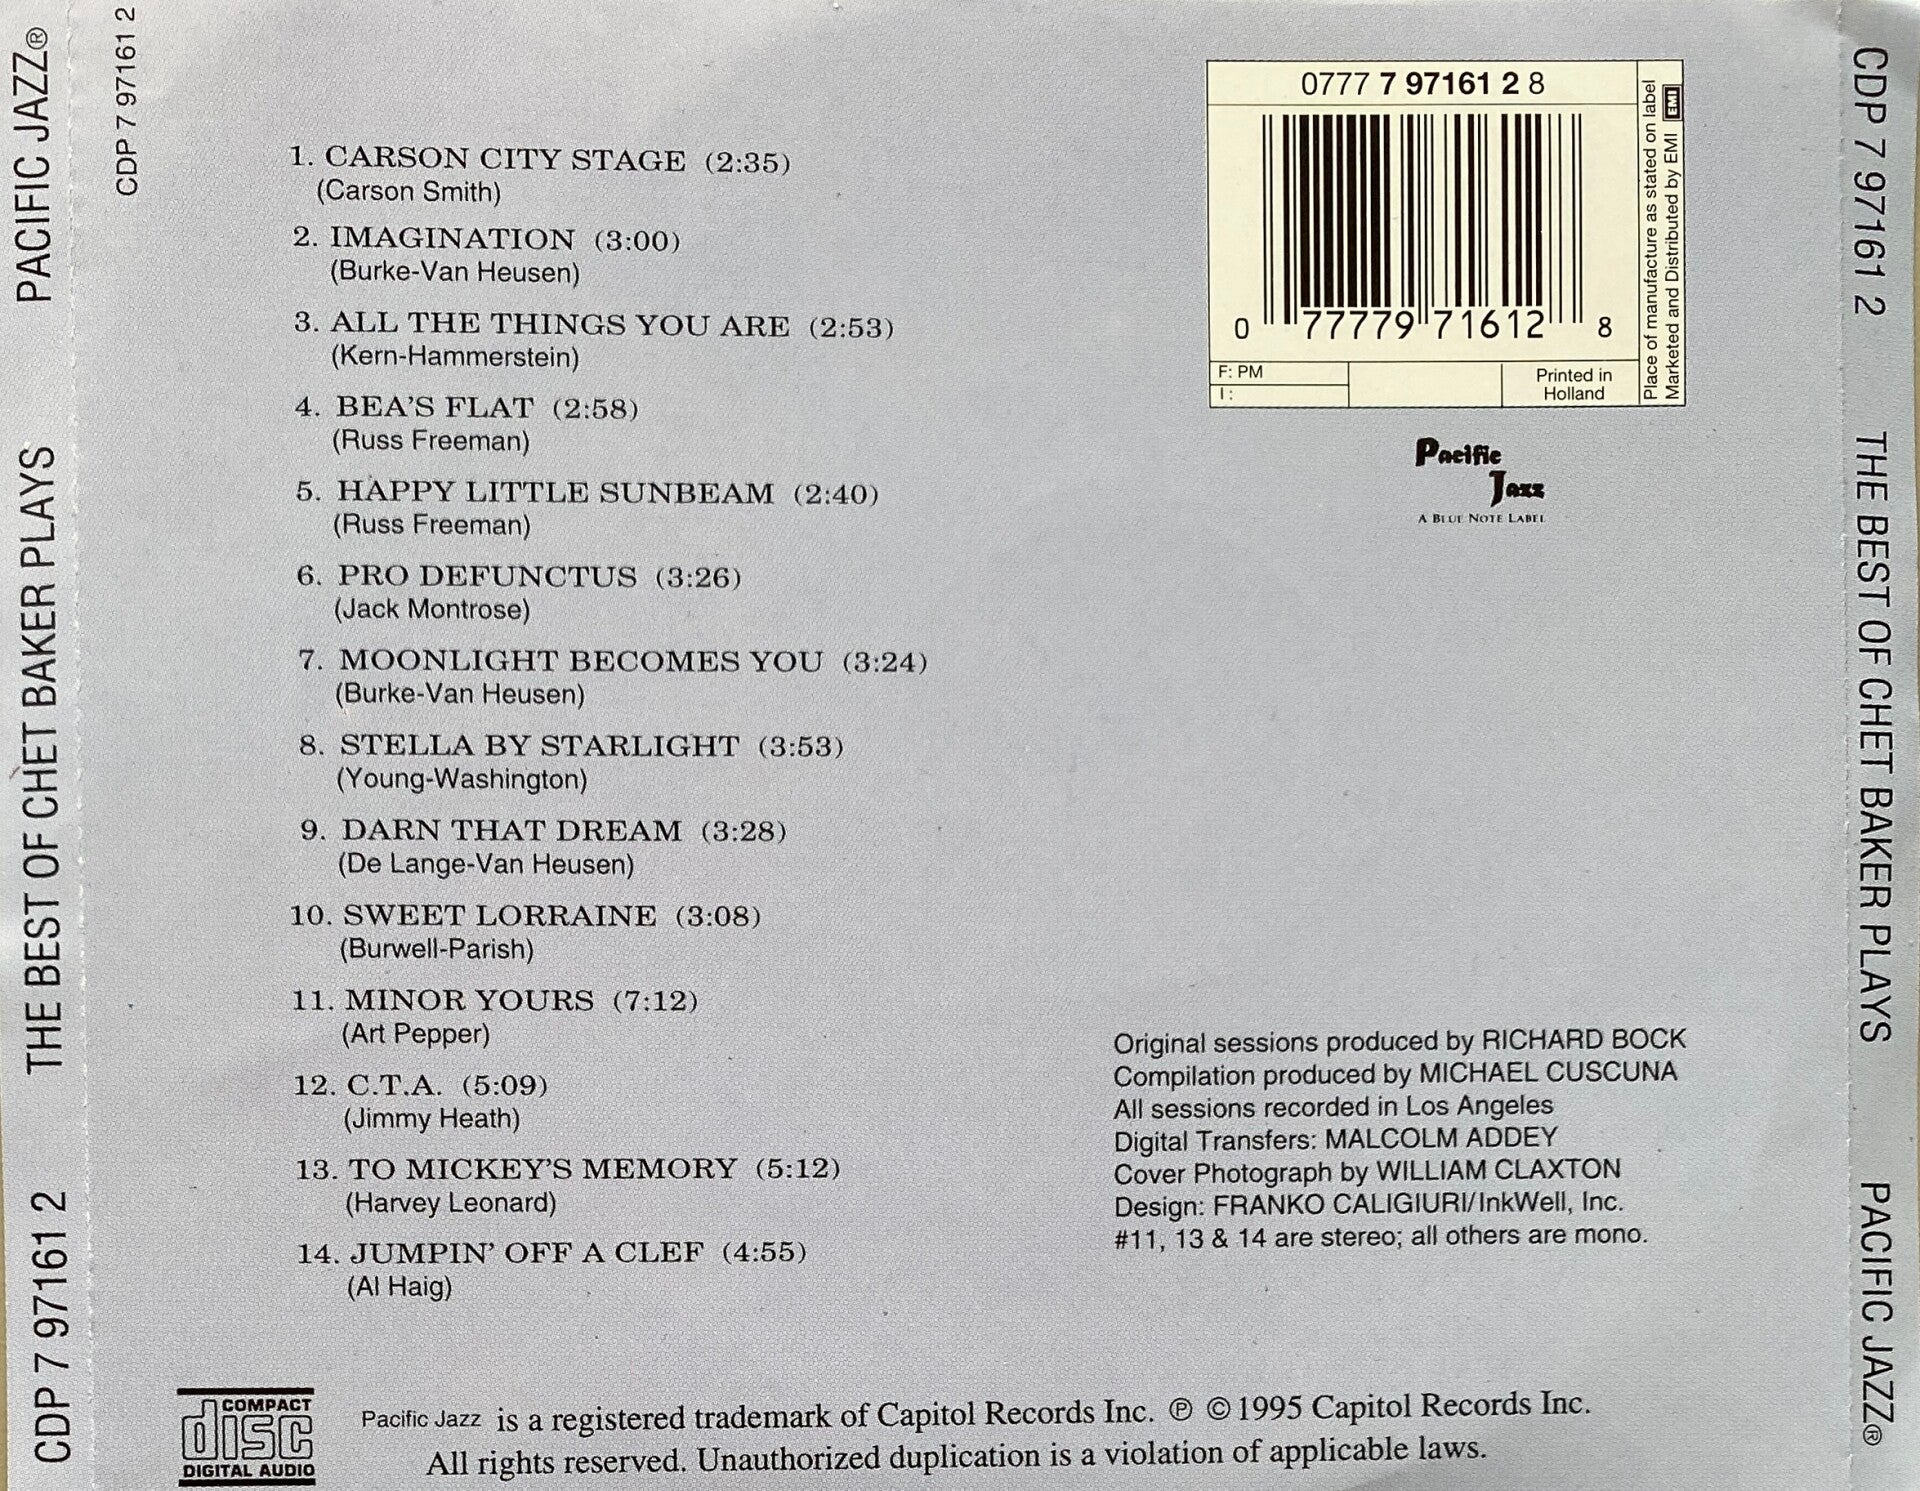 PACIFIC JAZZ®
THE BEST OF CHET BAKER PLAYS
CDP 7 97161 2
CDP 7 97161 2
1. CARSON CITY STAGE (2:35)
(Carson Smith)
2. IMAGINATION (3:00)
(Burke-Van Heusen)
3. ALL THE THINGS YOU ARE (2:53)
(Kern-Hammerstein)
4. BEA'S FLAT (2:58)
(Russ Freeman)
5. HAPPY LITTLE SUNBEAM (2:40)
(Russ Freeman)
6. PRO DEFUNCTUS (3:26)
(Jack Montrose)
7. MOONLIGHT BECOMES YOU (3:24)
(Burke-Van Heusen)
8. STELLA BY STARLIGHT (3:53)
(Young-Washington)
9. DARN THAT DREAM (3:28)
(De Lange-Van Heusen)
10. SWEET LORRAINE (3:08)
(Burwell-Parish)
11. MINOR YOURS (7:12)
(Art Pepper)
12. C.T.A. (5:09)
(Jimmy Heath)
13. TO MICKEY'S MEMORY (5:12)
(Harvey Leonard)
14. JUMPIN' OFF A CLEF (4:55)
(Al Haig)
0777 7 97161 2 8
0 77779 71612 8
F: PM
I :
Printed in
Holland
Place of manufacture as stated on label
Marketed and Distributed by EMI EMI
Pacific
Jazz
A BLUE NOTE LABEL
Original sessions produced by RICHARD BOCK
Compilation produced by MICHAEL CUSCUNA
All sessions recorded in Los Angeles
Digital Transfers: MALCOLM ADDEY
Cover Photograph by WILLIAM CLAXTON
Design: FRANKO CALIGIURI/InkWell, Inc.
#11, 13 & 14 are stereo; all others are mono.
COMPACT
disc
DIGITAL AUDIO
Pacific Jazz is a registered trademark of Capitol Records Inc. ℗ © 1995 Capitol Records Inc.
All rights reserved. Unauthorized duplication is a violation of applicable laws.
CDP 7 97161 2
THE BEST OF CHET BAKER PLAYS
PACIFIC JAZZ®